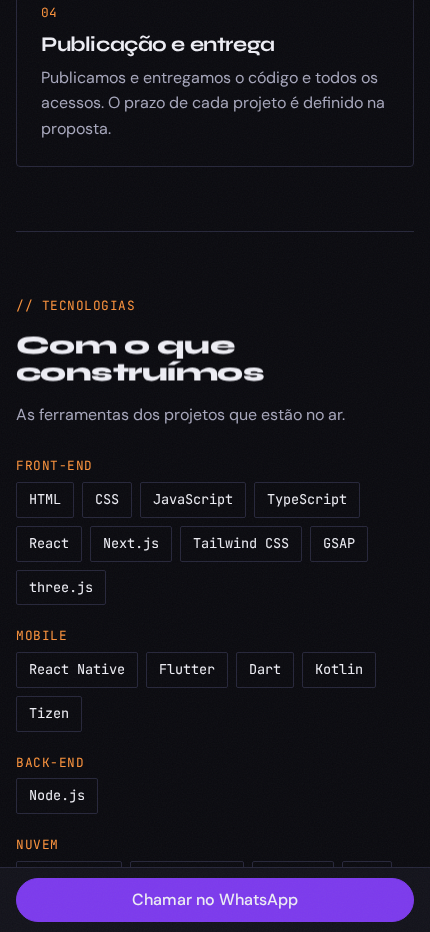 04
Publicação e entrega
Publicamos e entregamos o código e todos os
acessos. O prazo de cada projeto é definido na
proposta.
// TECNOLOGIAS
Com o que
construímos
As ferramentas dos projetos que estão no ar.
FRONT-END
HTML CSS JavaScript TypeScript
React Next.js Tailwind CSS GSAP
three.js
MOBILE
React Native Flutter Dart Kotlin
Tizen
BACK-END
Node.js
NUVEM
Chamar no WhatsApp